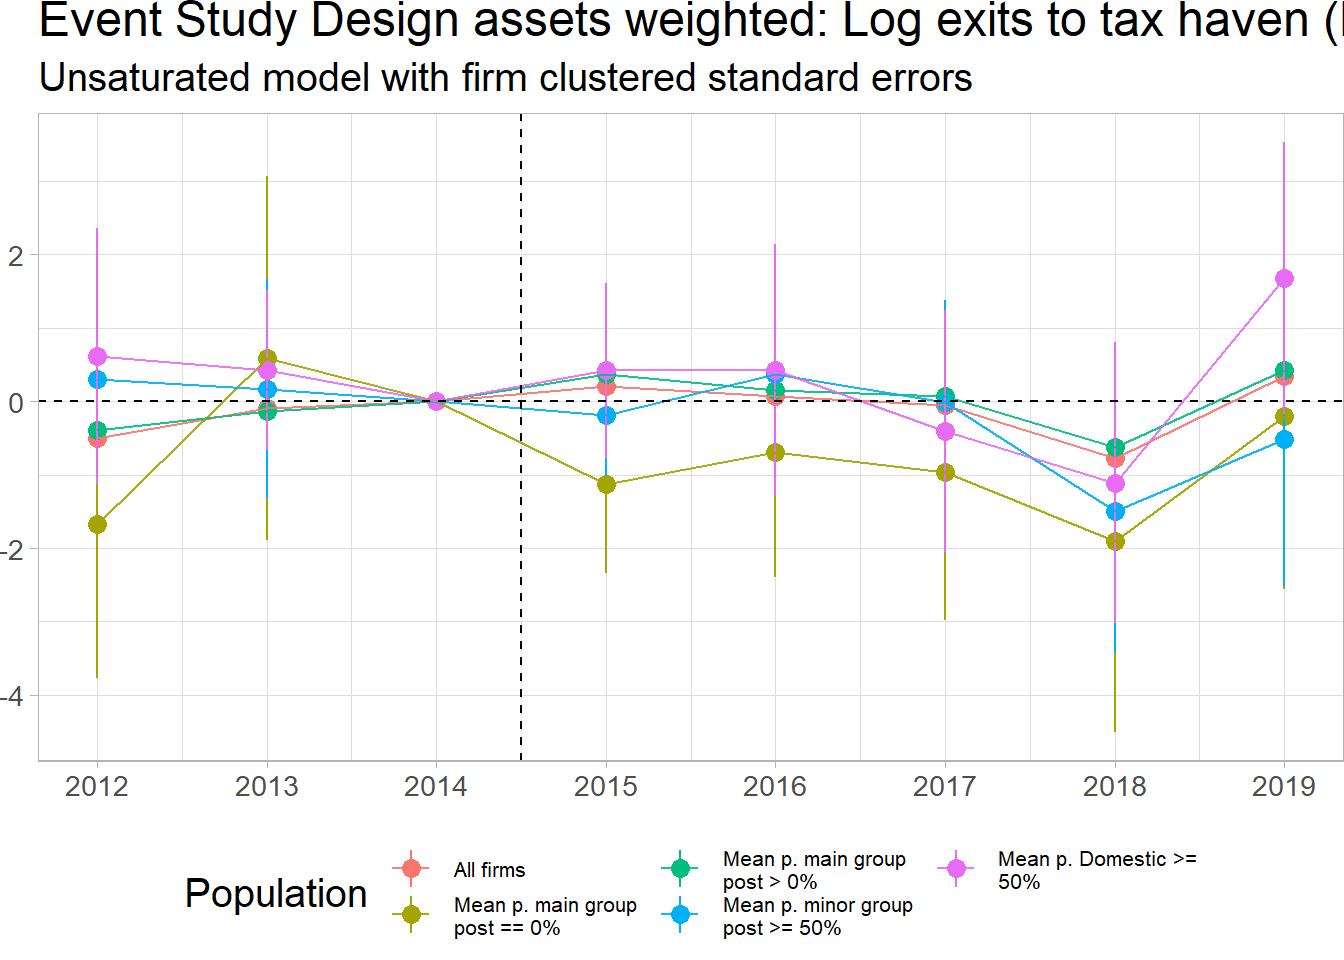 Event Study Design assets weighted: Log exits to tax haven (
Unsaturated model with firm clustered standard errors
2
0
-2
-4
2012 2013 2014 2015 2016 2017 2018 2019
Population
All firms
Mean p. main group
post == 0%
Mean p. main group
post > 0%
Mean p. minor group
post >= 50%
Mean p. Domestic >=
50%